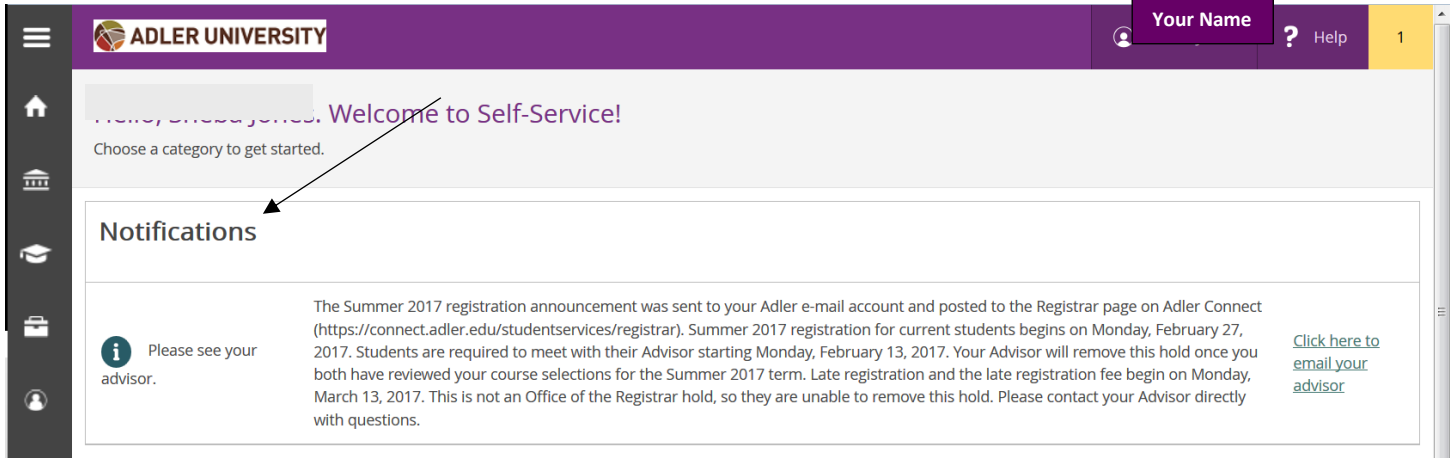 ADLER UNIVERSITY
Your Name
? Help
1
Welcome to Self-Service!
Choose a category to get started.
Notifications
Please see your
advisor.
The Summer 2017 registration announcement was sent to your Adler e-mail account and posted to the Registrar page on Adler Connect
(https://connect.adler.edu/studentservices/registrar). Summer 2017 registration for current students begins on Monday, February 27,
2017. Students are required to meet with their Advisor starting Monday, February 13, 2017. Your Advisor will remove this hold once you
both have reviewed your course selections for the Summer 2017 term. Late registration and the late registration fee begin on Monday,
March 13, 2017. This is not an Office of the Registrar hold, so they are unable to remove this hold. Please contact your Advisor directly
with questions.
Click here to
email your
advisor